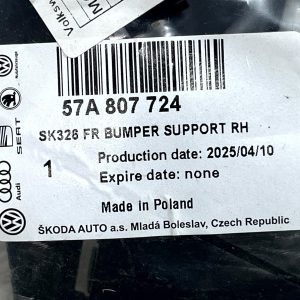 Volksw
M
57A 807 724
SK326 FR BUMPER SUPPORT RH
1
Production date: 2025/04/10
Expire date: none
Made in Poland
ŠKODA AUTO a.s. Mladá Boleslav, Czech Republic
SEAT
Audi